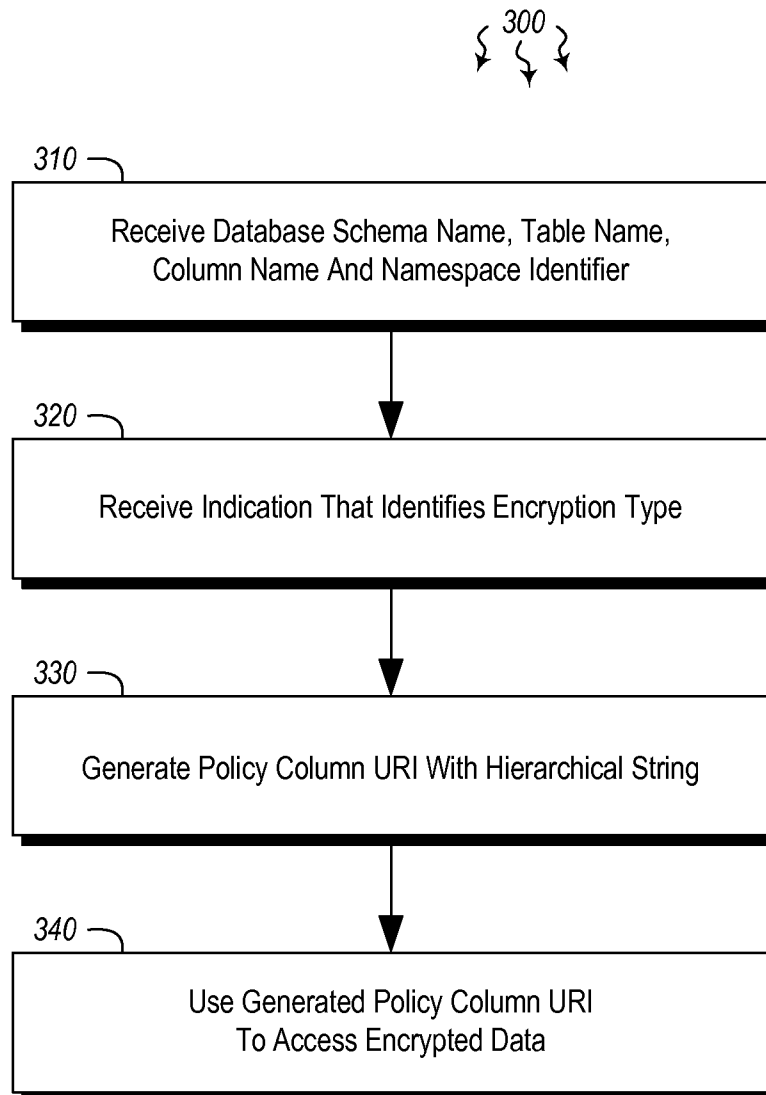 300
310
Receive Database Schema Name, Table Name,
Column Name And Namespace Identifier
320
Receive Indication That Identifies Encryption Type
330
Generate Policy Column URI With Hierarchical String
340
Use Generated Policy Column URI
To Access Encrypted Data